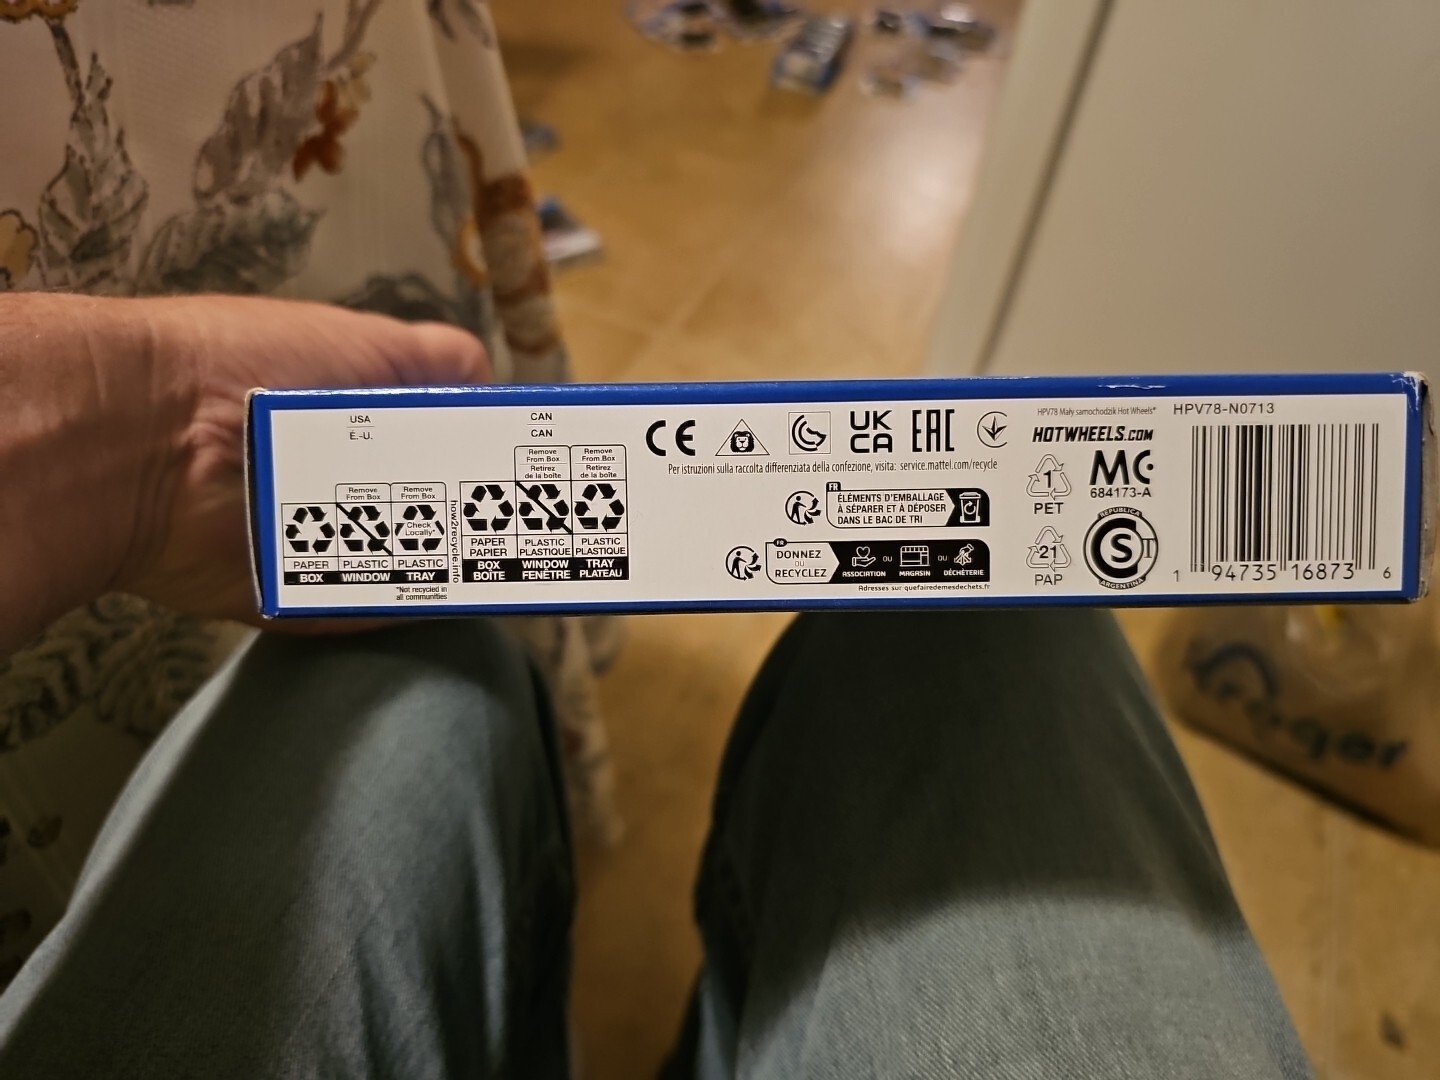 USA
É.-U.
Remove
From Box
Remove
From Box
Check
Locally*
PAPER
PLASTIC
PLASTIC
BOX
WINDOW
TRAY
*Not recycled in
all communities
how2recycle.info
CAN
CAN
Remove
From Box
Retirez
de la boîte
Remove
From Box
Retirez
de la boîte
PAPER
PAPIER
PLASTIC
PLASTIQUE
PLASTIC
PLASTIQUE
BOX
BOÎTE
WINDOW
FENÊTRE
TRAY
PLATEAU
CE
UK
CA
EAC
Per istruzioni sulla raccolta differenziata della confezione, visita: service.mattel.com/recycle
FR
ÉLÉMENTS D'EMBALLAGE
À SÉPARER ET À DÉPOSER
DANS LE BAC DE TRI
FR
DONNEZ
OU
RECYCLEZ
ASSOCIATION
OU
MAGASIN
OU
DÉCHÈTERIE
Adresses sur quefairedemesdechets.fr
HPV78 Mały samochodzik Hot Wheels®
HOTWHEELS.COM
1
PET
21
PAP
MC
684173-A
REPUBLICA
S
ARGENTINA
HPV78-N0713
1 94735 16873 6